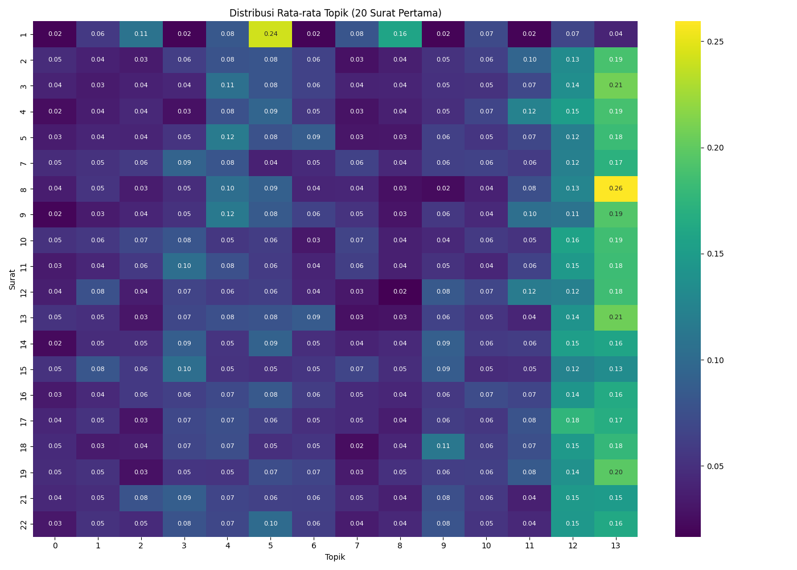 Distribusi Rata-rata Topik (20 Surat Pertama)
1 0.02 0.06 0.11 0.02 0.08 0.24 0.02 0.08 0.16 0.02 0.07 0.02 0.07 0.04
2 0.05 0.04 0.03 0.06 0.08 0.08 0.06 0.03 0.04 0.05 0.06 0.10 0.13 0.19
3 0.04 0.03 0.04 0.04 0.11 0.08 0.06 0.04 0.04 0.05 0.05 0.07 0.14 0.21
4 0.02 0.04 0.04 0.03 0.08 0.09 0.05 0.03 0.04 0.05 0.07 0.12 0.15 0.19
5 0.03 0.04 0.04 0.05 0.12 0.08 0.09 0.03 0.03 0.06 0.05 0.07 0.12 0.18
7 0.05 0.05 0.06 0.09 0.08 0.04 0.05 0.06 0.04 0.06 0.06 0.06 0.12 0.17
8 0.04 0.05 0.03 0.05 0.10 0.09 0.04 0.04 0.03 0.02 0.04 0.08 0.13 0.26
9 0.02 0.03 0.04 0.05 0.12 0.08 0.06 0.05 0.03 0.06 0.04 0.10 0.11 0.19
10 0.05 0.06 0.07 0.08 0.05 0.06 0.03 0.07 0.04 0.04 0.06 0.05 0.16 0.19
11 0.03 0.04 0.06 0.10 0.08 0.06 0.04 0.06 0.04 0.05 0.04 0.06 0.15 0.18
12 0.04 0.08 0.04 0.07 0.06 0.06 0.04 0.03 0.02 0.08 0.07 0.12 0.12 0.18
13 0.05 0.05 0.03 0.07 0.08 0.08 0.09 0.03 0.03 0.06 0.05 0.04 0.14 0.21
14 0.02 0.05 0.05 0.09 0.05 0.09 0.05 0.04 0.04 0.09 0.06 0.06 0.15 0.16
15 0.05 0.08 0.06 0.10 0.05 0.05 0.05 0.07 0.05 0.09 0.05 0.05 0.12 0.13
16 0.03 0.04 0.06 0.06 0.07 0.08 0.06 0.05 0.04 0.06 0.07 0.07 0.14 0.16
17 0.04 0.05 0.03 0.07 0.07 0.06 0.05 0.05 0.04 0.06 0.06 0.08 0.18 0.17
18 0.05 0.03 0.04 0.07 0.07 0.05 0.05 0.02 0.04 0.11 0.06 0.07 0.15 0.18
19 0.05 0.05 0.03 0.05 0.05 0.07 0.07 0.03 0.05 0.06 0.06 0.08 0.14 0.20
21 0.04 0.05 0.08 0.09 0.07 0.06 0.06 0.05 0.04 0.08 0.06 0.04 0.15 0.15
22 0.03 0.05 0.05 0.08 0.07 0.10 0.06 0.04 0.04 0.08 0.05 0.04 0.15 0.16
0 1 2 3 4 5 6 7 8 9 10 11 12 13
Topik
Surat
0.25
0.20
0.15
0.10
0.05